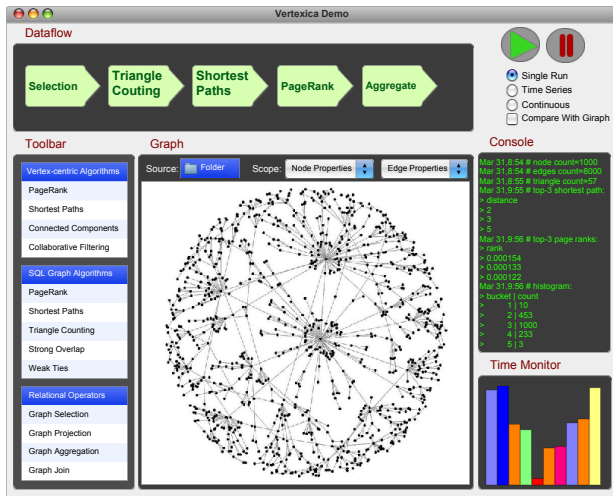 Vertexica Demo
Dataflow
Selection
Triangle
Couting
Shortest
Paths
PageRank
Aggregate
Single Run
Time Series
Continuous
Compare With Giraph
Toolbar
Vertex-centric Algorithms
PageRank
Shortest Paths
Connected Components
Collaborative Filtering
SQL Graph Algorithms
PageRank
Shortest Paths
Triangle Counting
Strong Overlap
Weak Ties
Relational Operators
Graph Selection
Graph Projection
Graph Aggregation
Graph Join
Graph
Source: Folder Scope: Node Properties Edge Properties
Console
Mar 31,8:54 # node count=1000
Mar 31,8:54 # edges count=8000
Mar 31,8:55 # triangle count=57
Mar 31,9:55 # top-3 shortest path:
> distance
> 2
> 3
> 5
Mar 31,9:56 # top-3 page ranks:
> rank
> 0.000154
> 0.000133
> 0.000122
Mar 31,9:56 # histogram:
> bucket | count
> 1 | 10
> 2 | 453
> 3 | 1000
> 4 | 233
> 5 | 3
Time Monitor